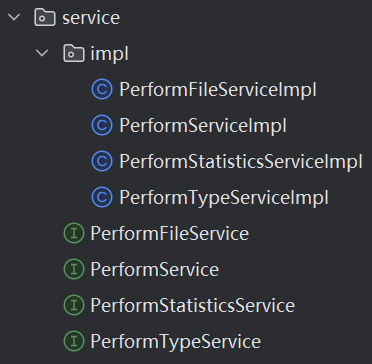 service
impl
C PerformFileServiceImpl
C PerformServiceImpl
C PerformStatisticsServiceImpl
C PerformTypeServiceImpl
I PerformFileService
I PerformService
I PerformStatisticsService
I PerformTypeService